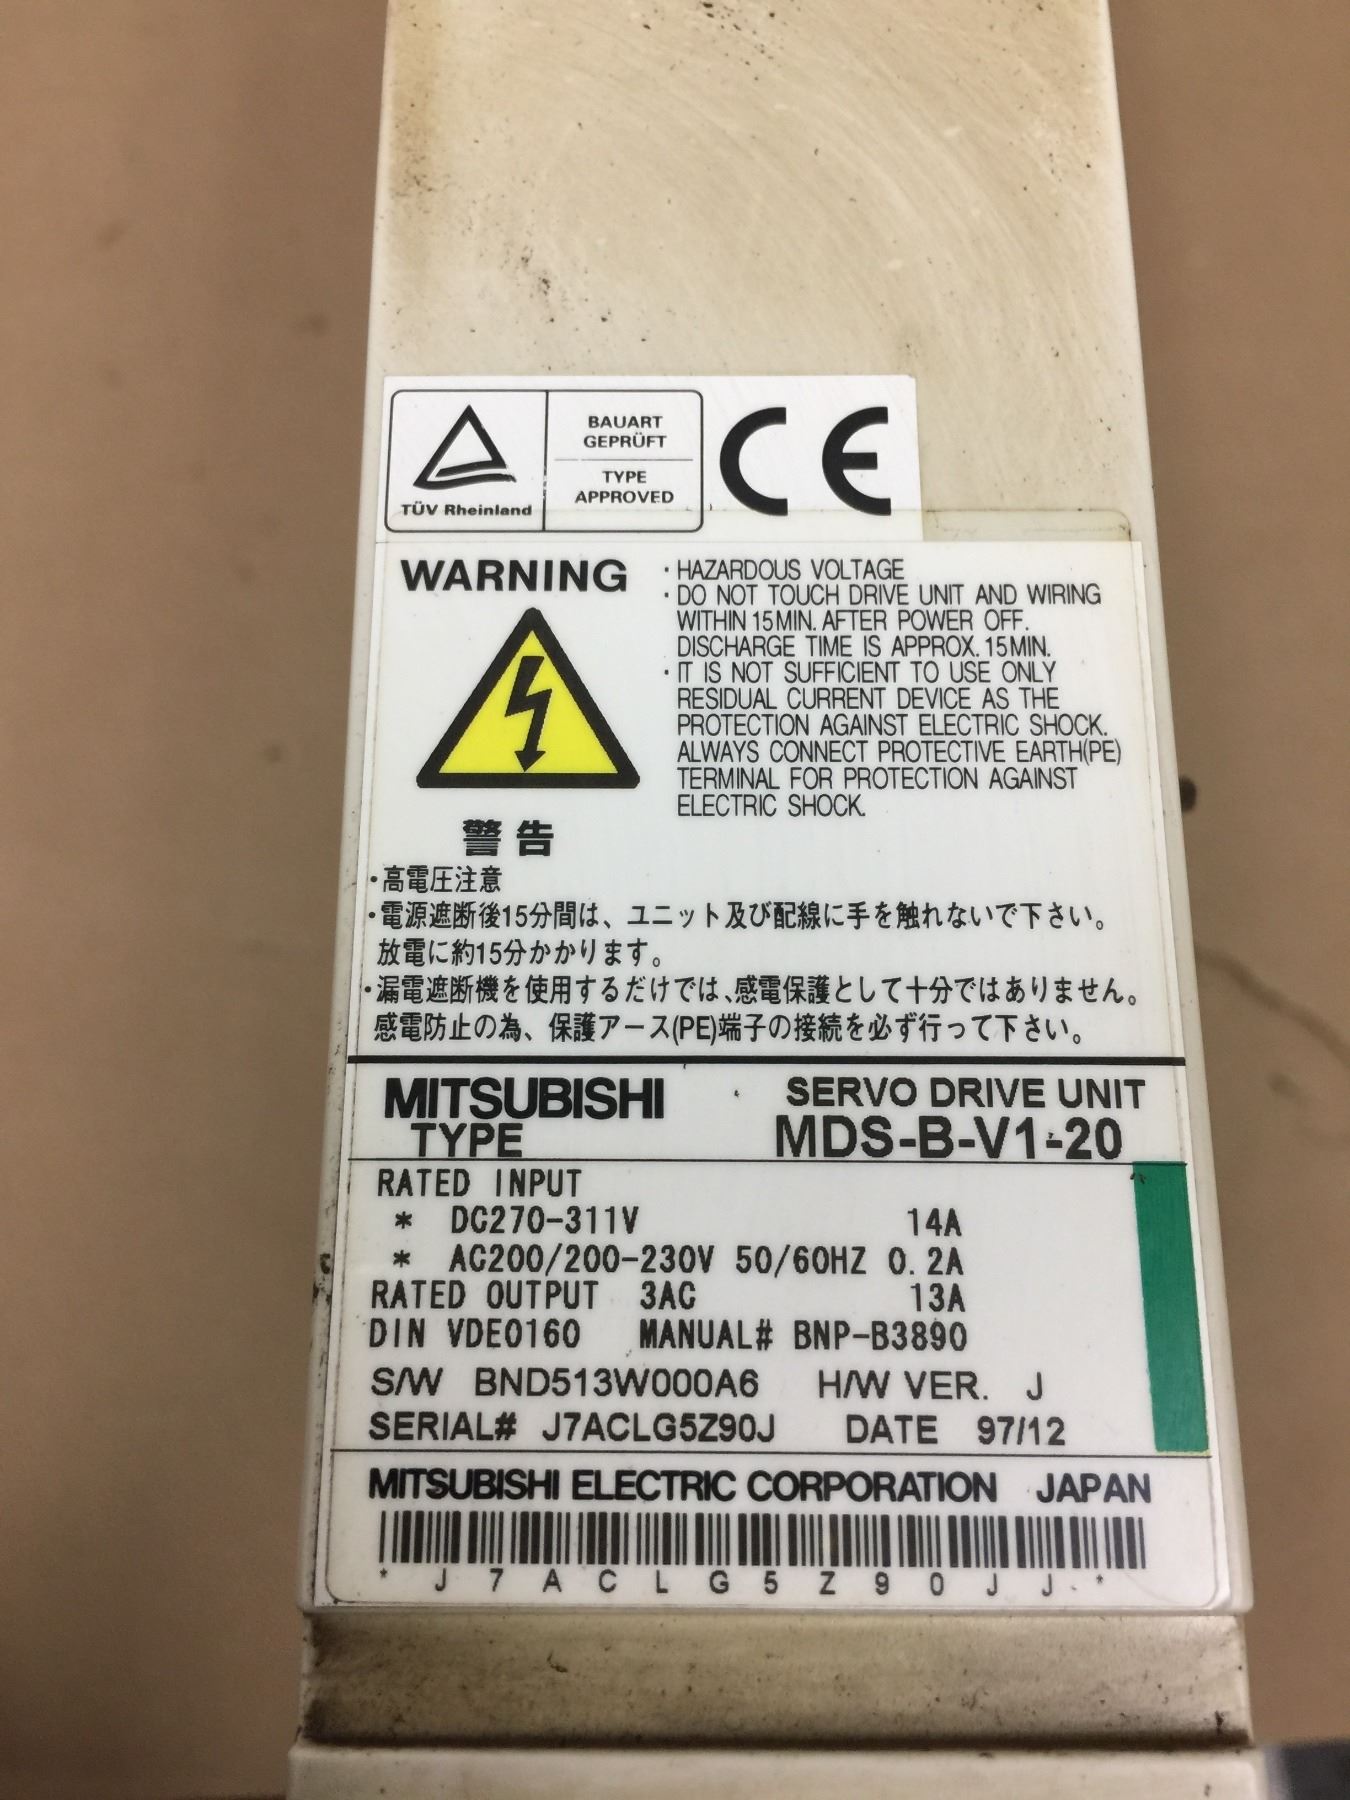 BAUART
GEPRÜFT
TYPE
APPROVED
TÜV Rheinland
CE
WARNING
・HAZARDOUS VOLTAGE
・DO NOT TOUCH DRIVE UNIT AND WIRING
WITHIN 15MIN. AFTER POWER OFF.
DISCHARGE TIME IS APPROX. 15MIN.
・IT IS NOT SUFFICIENT TO USE ONLY
RESIDUAL CURRENT DEVICE AS THE
PROTECTION AGAINST ELECTRIC SHOCK.
ALWAYS CONNECT PROTECTIVE EARTH(PE)
TERMINAL FOR PROTECTION AGAINST
ELECTRIC SHOCK.
警告
・高電圧注意
・電源遮断後15分間は、ユニット及び配線に手を触れないで下さい。
放電に約15分かかります。
・漏電遮断機を使用するだけでは、感電保護として十分ではありません。
感電防止の為、保護アース(PE)端子の接続を必ず行って下さい。
MITSUBISHI SERVO DRIVE UNIT
TYPE MDS-B-V1-20
RATED INPUT
* DC270-311V 14A
* AC200/200-230V 50/60HZ 0.2A
RATED OUTPUT 3AC 13A
DIN VDE0160 MANUAL# BNP-B3890
S/W BND513W000A6 H/W VER. J
SERIAL# J7ACLG5Z90J DATE 97/12
MITSUBISHI ELECTRIC CORPORATION JAPAN
* J 7 A C L G 5 Z 9 0 J J *